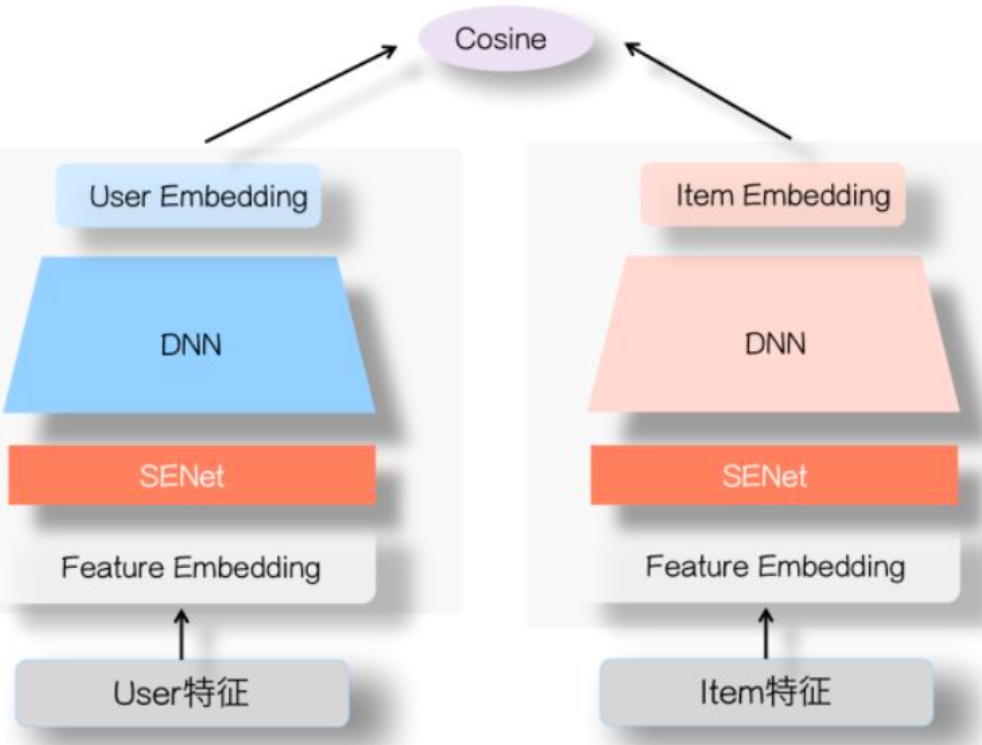 Cosine
User Embedding
Item Embedding
DNN
DNN
SENet
SENet
Feature Embedding
Feature Embedding
User特征
Item特征